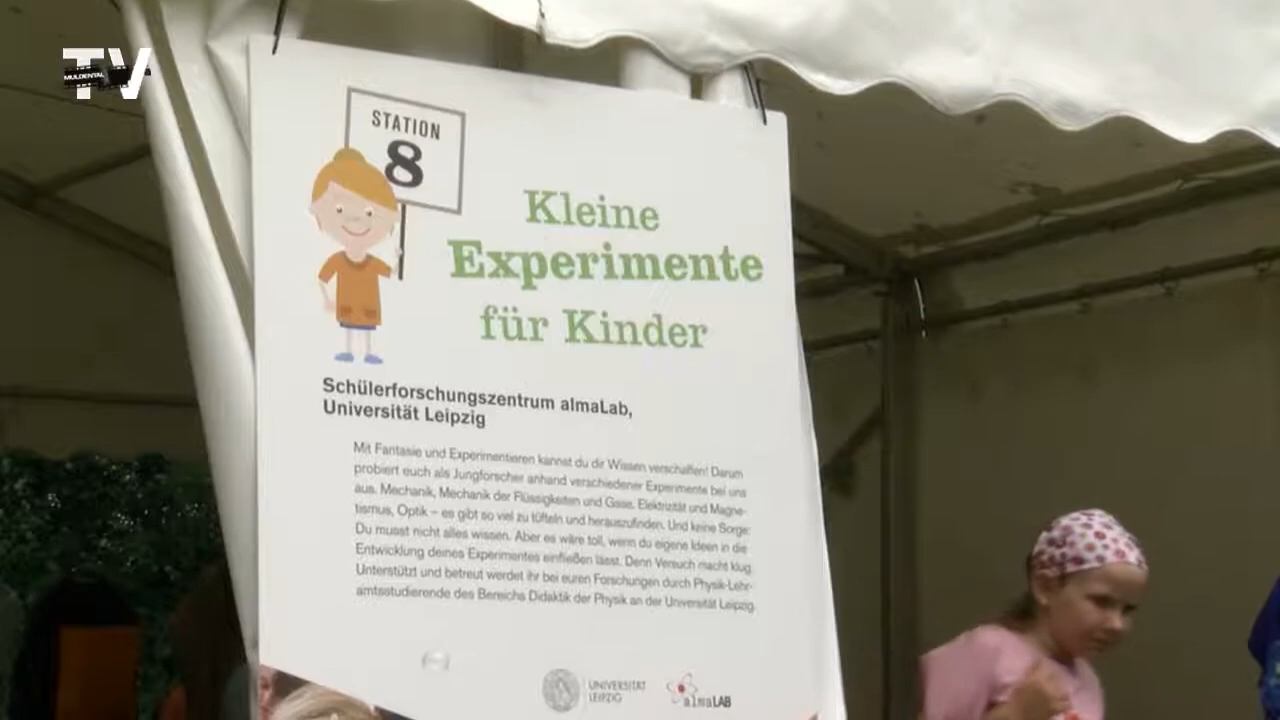 TV
MULDENTAL
STATION
8
Kleine
Experimente
für Kinder
Schülerforschungszentrum almaLab,
Universität Leipzig
Mit Fantasie und Experimentieren kannst du dir Wissen verschaffen! Darum
probiert euch als Jungforscher anhand verschiedener Experimente bei uns
aus. Mechanik, Mechanik der Flüssigkeiten und Gase, Elektrizität und Magne-
tismus, Optik – es gibt so viel zu tüfteln und herauszufinden. Und keine Sorge:
Du musst nicht alles wissen. Aber es wäre toll, wenn du eigene Ideen in die
Entwicklung deines Experimentes einfließen lässt. Denn Versuch macht klug.
Unterstützt und betreut werdet ihr bei euren Forschungen durch Physik-Lehr-
amtsstudierende des Bereichs Didaktik der Physik an der Universität Leipzig.
UNIVERSITÄT
LEIPZIG
almaLAB